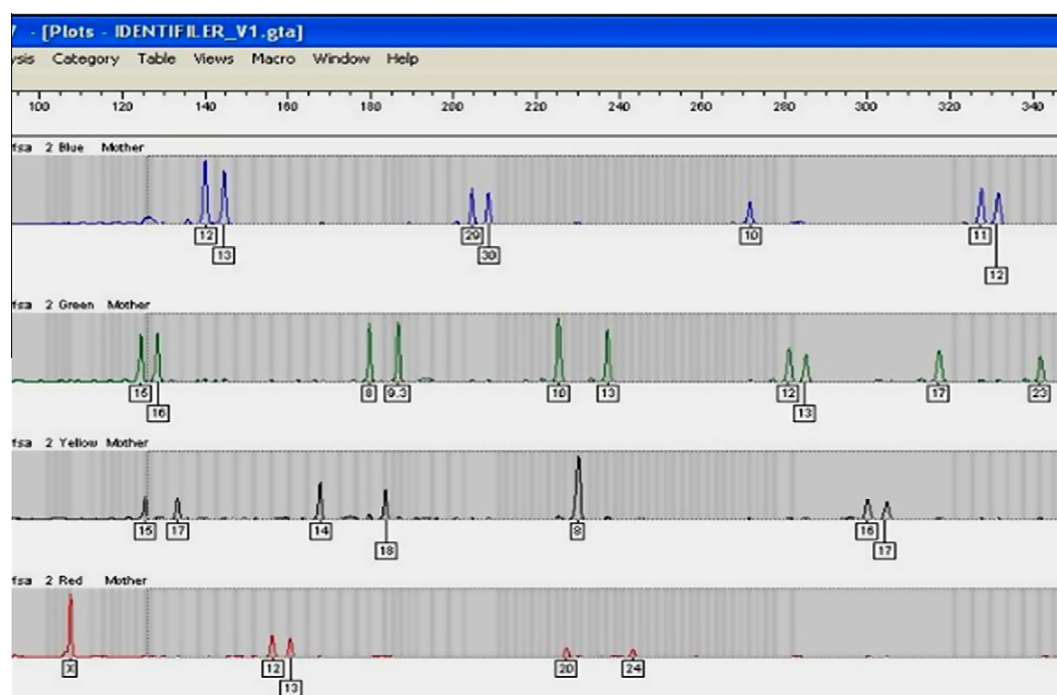 - [Plots - IDENTIFILER_V1.gta]
ysis Category Table Views Macro Window Help
100 120 140 160 180 200 220 240 260 280 300 320 340
fsa 2 Blue Mother
12 29 10 11
13 30
12
fsa 2 Green Mother
15 8 9.3 10 13 12 17 23
16 13
fsa 2 Yellow Mother
15 17 14 8 16
18 17
fsa 2 Red Mother
X 12 20 24
13